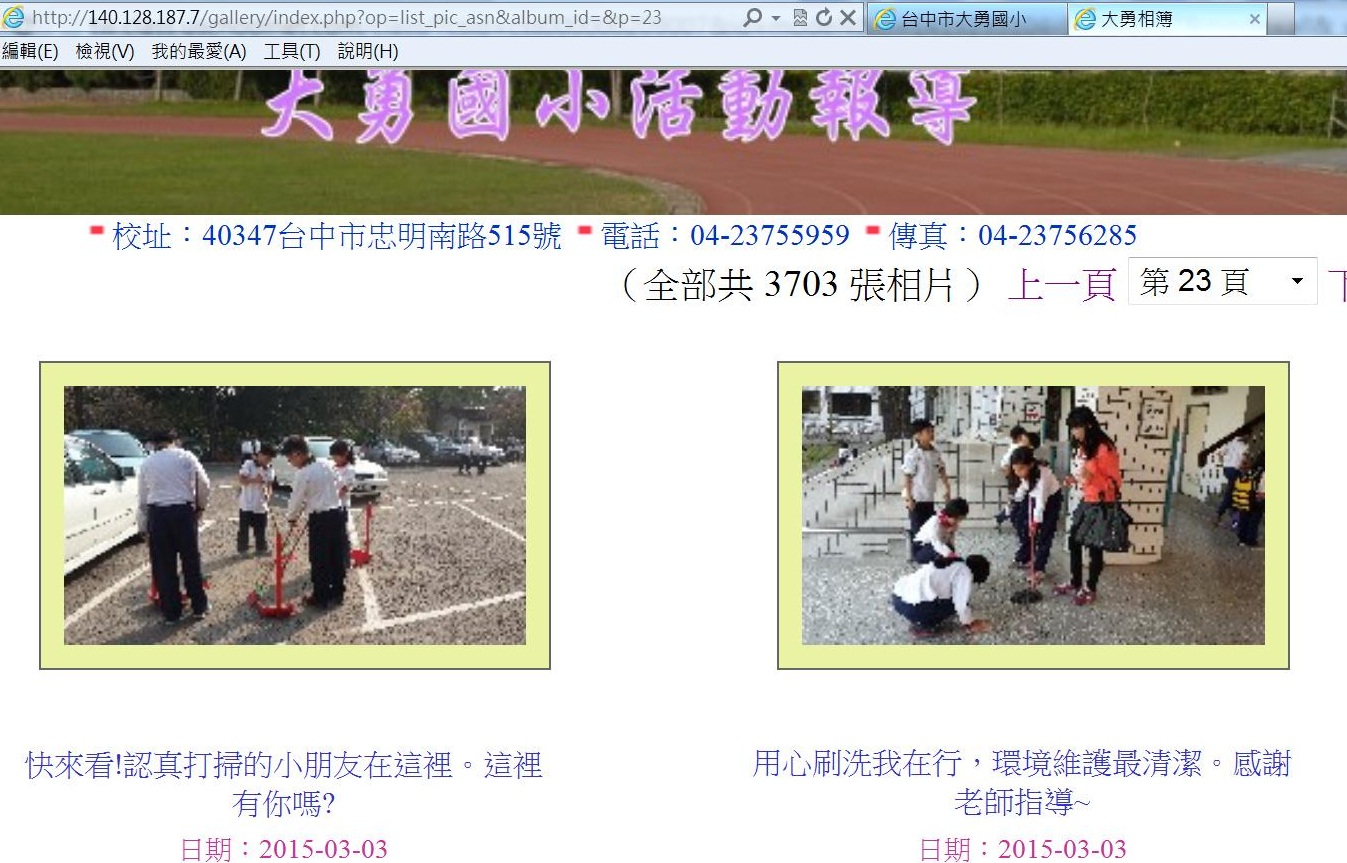 http://140.128.187.7/gallery/index.php?op=list_pic_asn&album_id=&p=23
台中市大勇國小
大勇相簿
編輯(E) 檢視(V) 我的最愛(A) 工具(T) 說明(H)
大勇國小活動報導
校址：40347台中市忠明南路515號 電話：04-23755959 傳真：04-23756285
（全部共 3703 張相片） 上一頁 第 23 頁 下
快來看!認真打掃的小朋友在這裡。這裡
有你嗎?
日期：2015-03-03
用心刷洗我在行，環境維護最清潔。感謝
老師指導~
日期：2015-03-03